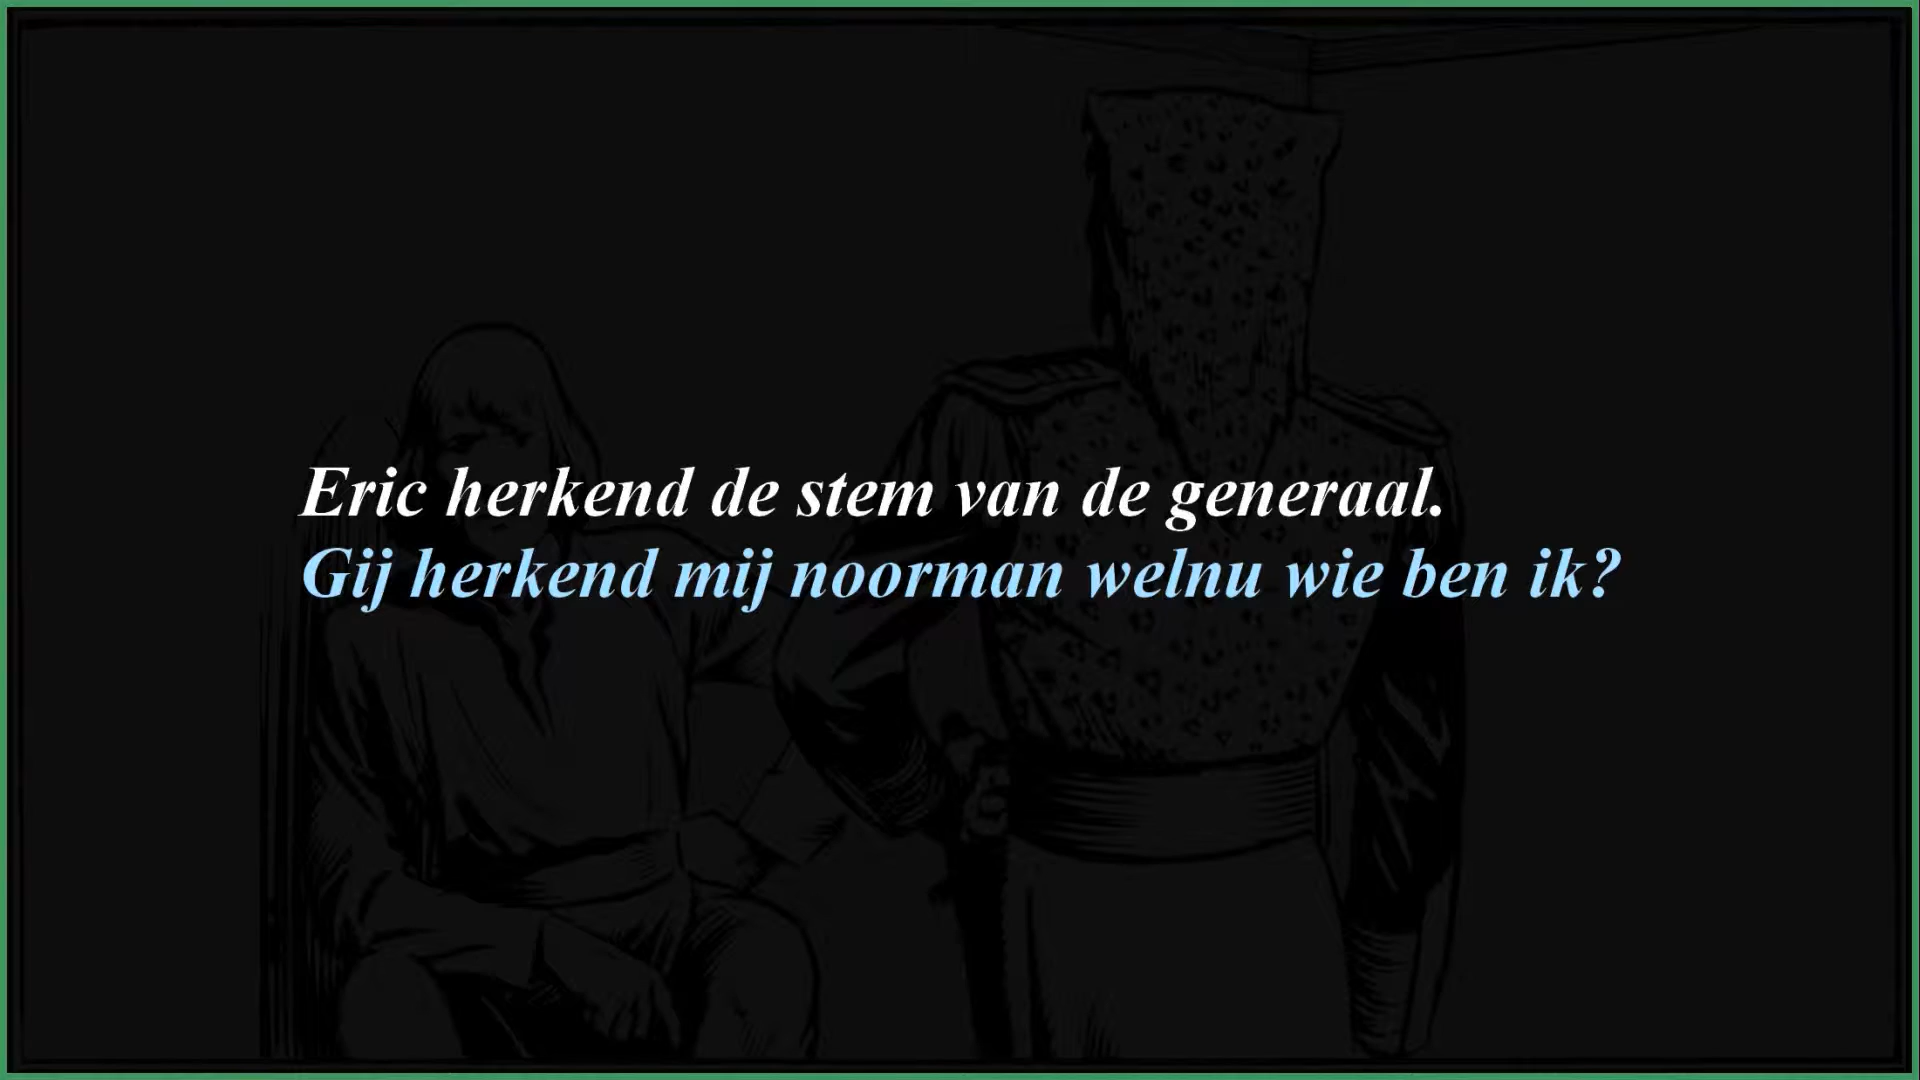 Eric herkend de stem van de generaal.
Gij herkend mij noorman welnu wie ben ik?